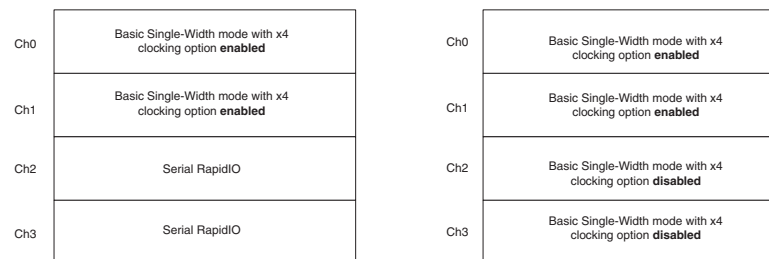 Ch0
Basic Single-Width mode with x4
clocking option enabled
Ch1
Basic Single-Width mode with x4
clocking option enabled
Ch2
Serial RapidIO
Ch3
Serial RapidIO
Ch0
Basic Single-Width mode with x4
clocking option enabled
Ch1
Basic Single-Width mode with x4
clocking option enabled
Ch2
Basic Single-Width mode with x4
clocking option disabled
Ch3
Basic Single-Width mode with x4
clocking option disabled